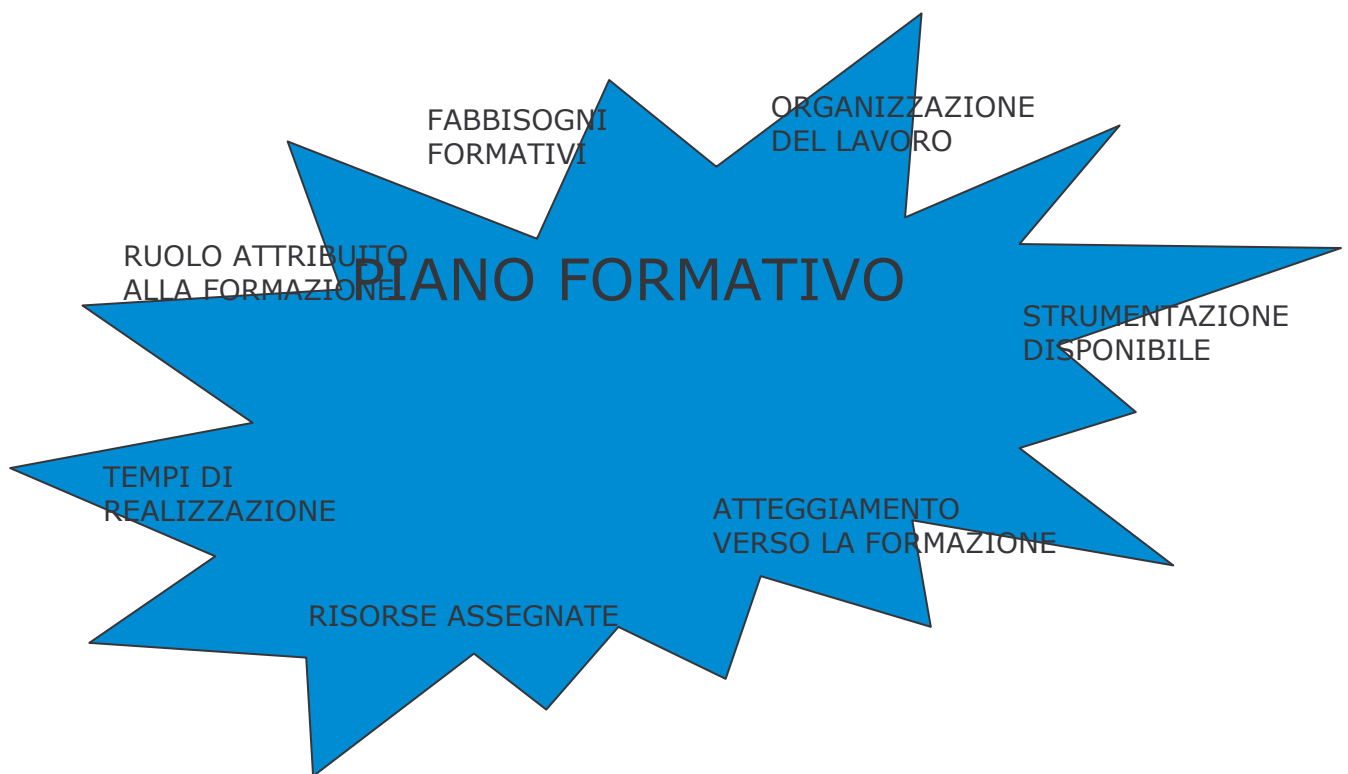 FABBISOGNI
FORMATIVI
ORGANIZZAZIONE
DEL LAVORO
RUOLO ATTRIBUITO
ALLA FORMAZIONE
PIANO FORMATIVO
STRUMENTAZIONE
DISPONIBILE
TEMPI DI
REALIZZAZIONE
ATTEGGIAMENTO
VERSO LA FORMAZIONE
RISORSE ASSEGNATE